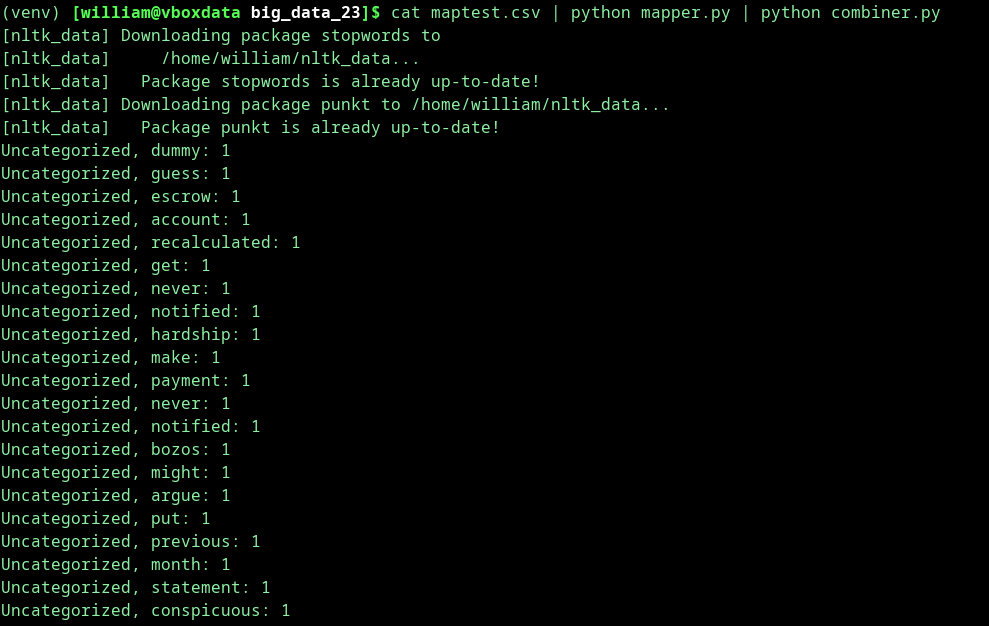 (venv) [william@vboxdata big_data_23]$ cat maptest.csv | python mapper.py | python combiner.py
[nltk_data] Downloading package stopwords to
[nltk_data]     /home/william/nltk_data...
[nltk_data]   Package stopwords is already up-to-date!
[nltk_data] Downloading package punkt to /home/william/nltk_data...
[nltk_data]   Package punkt is already up-to-date!
Uncategorized, dummy: 1
Uncategorized, guess: 1
Uncategorized, escrow: 1
Uncategorized, account: 1
Uncategorized, recalculated: 1
Uncategorized, get: 1
Uncategorized, never: 1
Uncategorized, notified: 1
Uncategorized, hardship: 1
Uncategorized, make: 1
Uncategorized, payment: 1
Uncategorized, never: 1
Uncategorized, notified: 1
Uncategorized, bozos: 1
Uncategorized, might: 1
Uncategorized, argue: 1
Uncategorized, put: 1
Uncategorized, previous: 1
Uncategorized, month: 1
Uncategorized, statement: 1
Uncategorized, conspicuous: 1